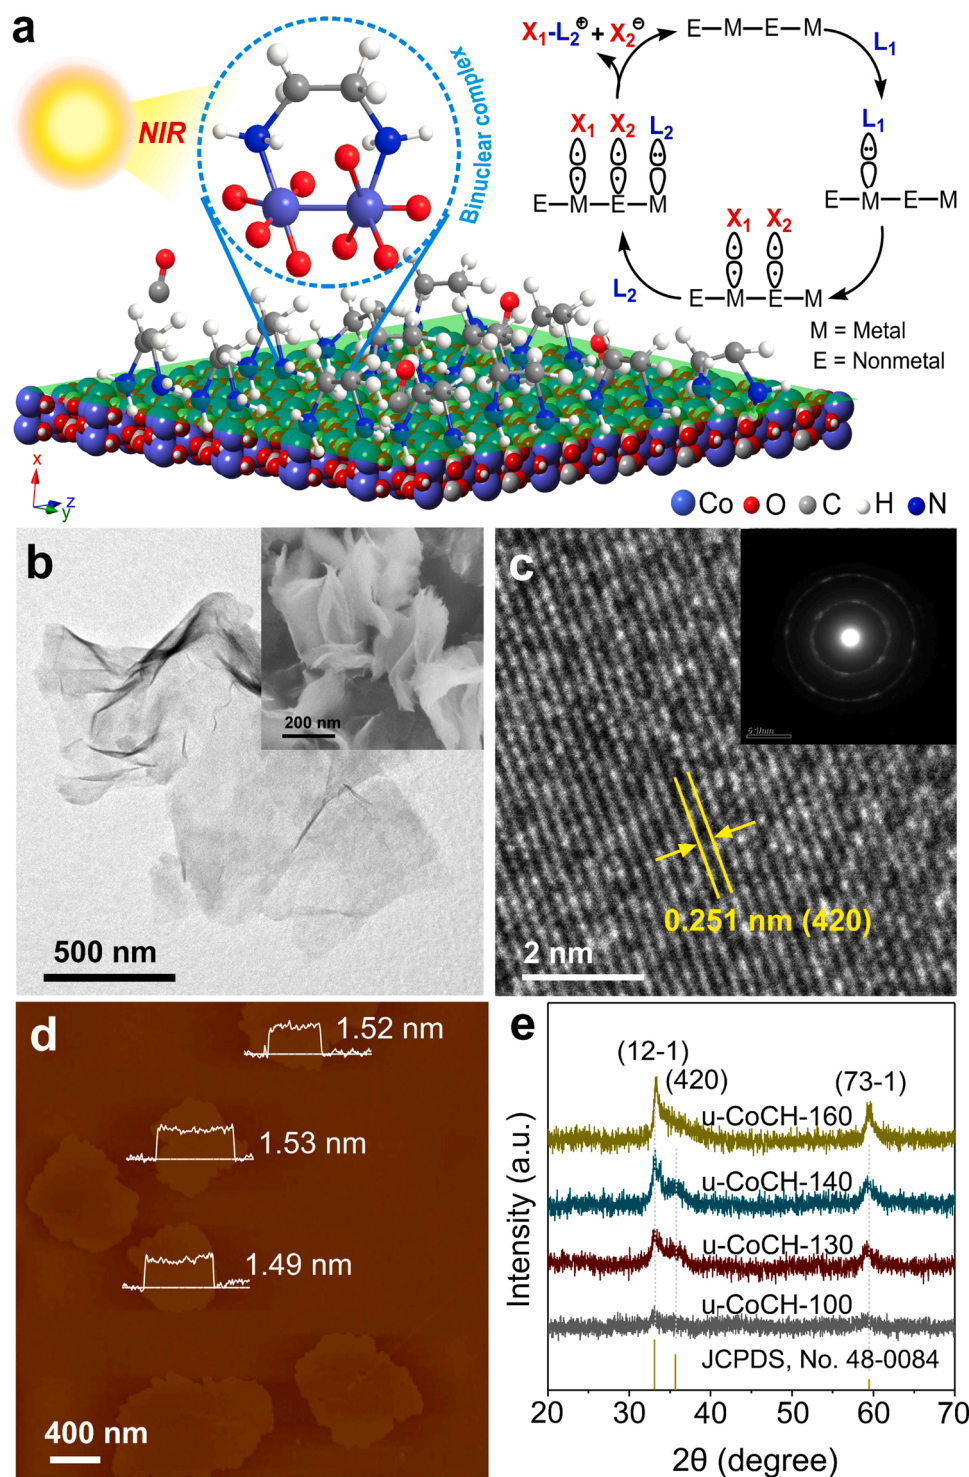 a
NIR
Binuclear complex
X₁-L₂⊕ + X₂⊖
E–M–E–M
L₁
L₁
E–M–E–M
X₁ X₂
E–M–E–M
L₂
X₁ X₂ L₂
E–M–E–M
M = Metal
E = Nonmetal
x
z
y
Co O C H N
b
200 nm
500 nm
c
0.251 nm (420)
2 nm
d
1.52 nm
1.53 nm
1.49 nm
400 nm
e
(12-1)
(420)
(73-1)
u-CoCH-160
u-CoCH-140
u-CoCH-130
u-CoCH-100
JCPDS, No. 48-0084
Intensity (a.u.)
20 30 40 50 60 70
2θ (degree)